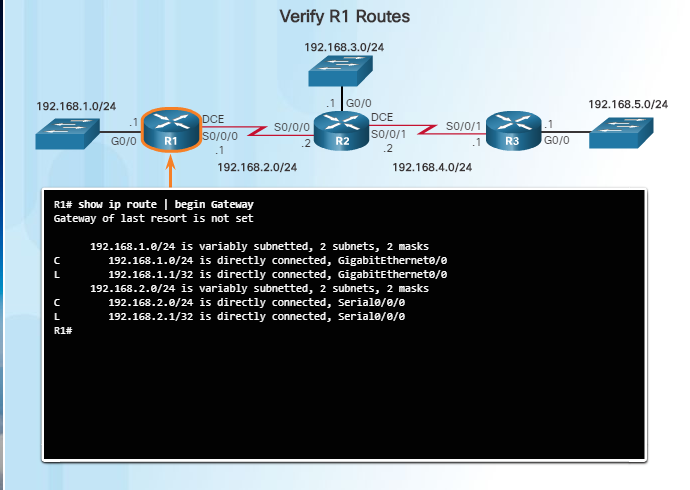 Verify R1 Routes
192.168.3.0/24
192.168.1.0/24
192.168.5.0/24
.1
G0/0
R1
DCE
S0/0/0
.1
192.168.2.0/24
S0/0/0
.2
.1
G0/0
R2
DCE
S0/0/1
.2
192.168.4.0/24
S0/0/1
.1
R3
.1
G0/0
R1# show ip route | begin Gateway
Gateway of last resort is not set
192.168.1.0/24 is variably subnetted, 2 subnets, 2 masks
C 192.168.1.0/24 is directly connected, GigabitEthernet0/0
L 192.168.1.1/32 is directly connected, GigabitEthernet0/0
192.168.2.0/24 is variably subnetted, 2 subnets, 2 masks
C 192.168.2.0/24 is directly connected, Serial0/0/0
L 192.168.2.1/32 is directly connected, Serial0/0/0
R1#